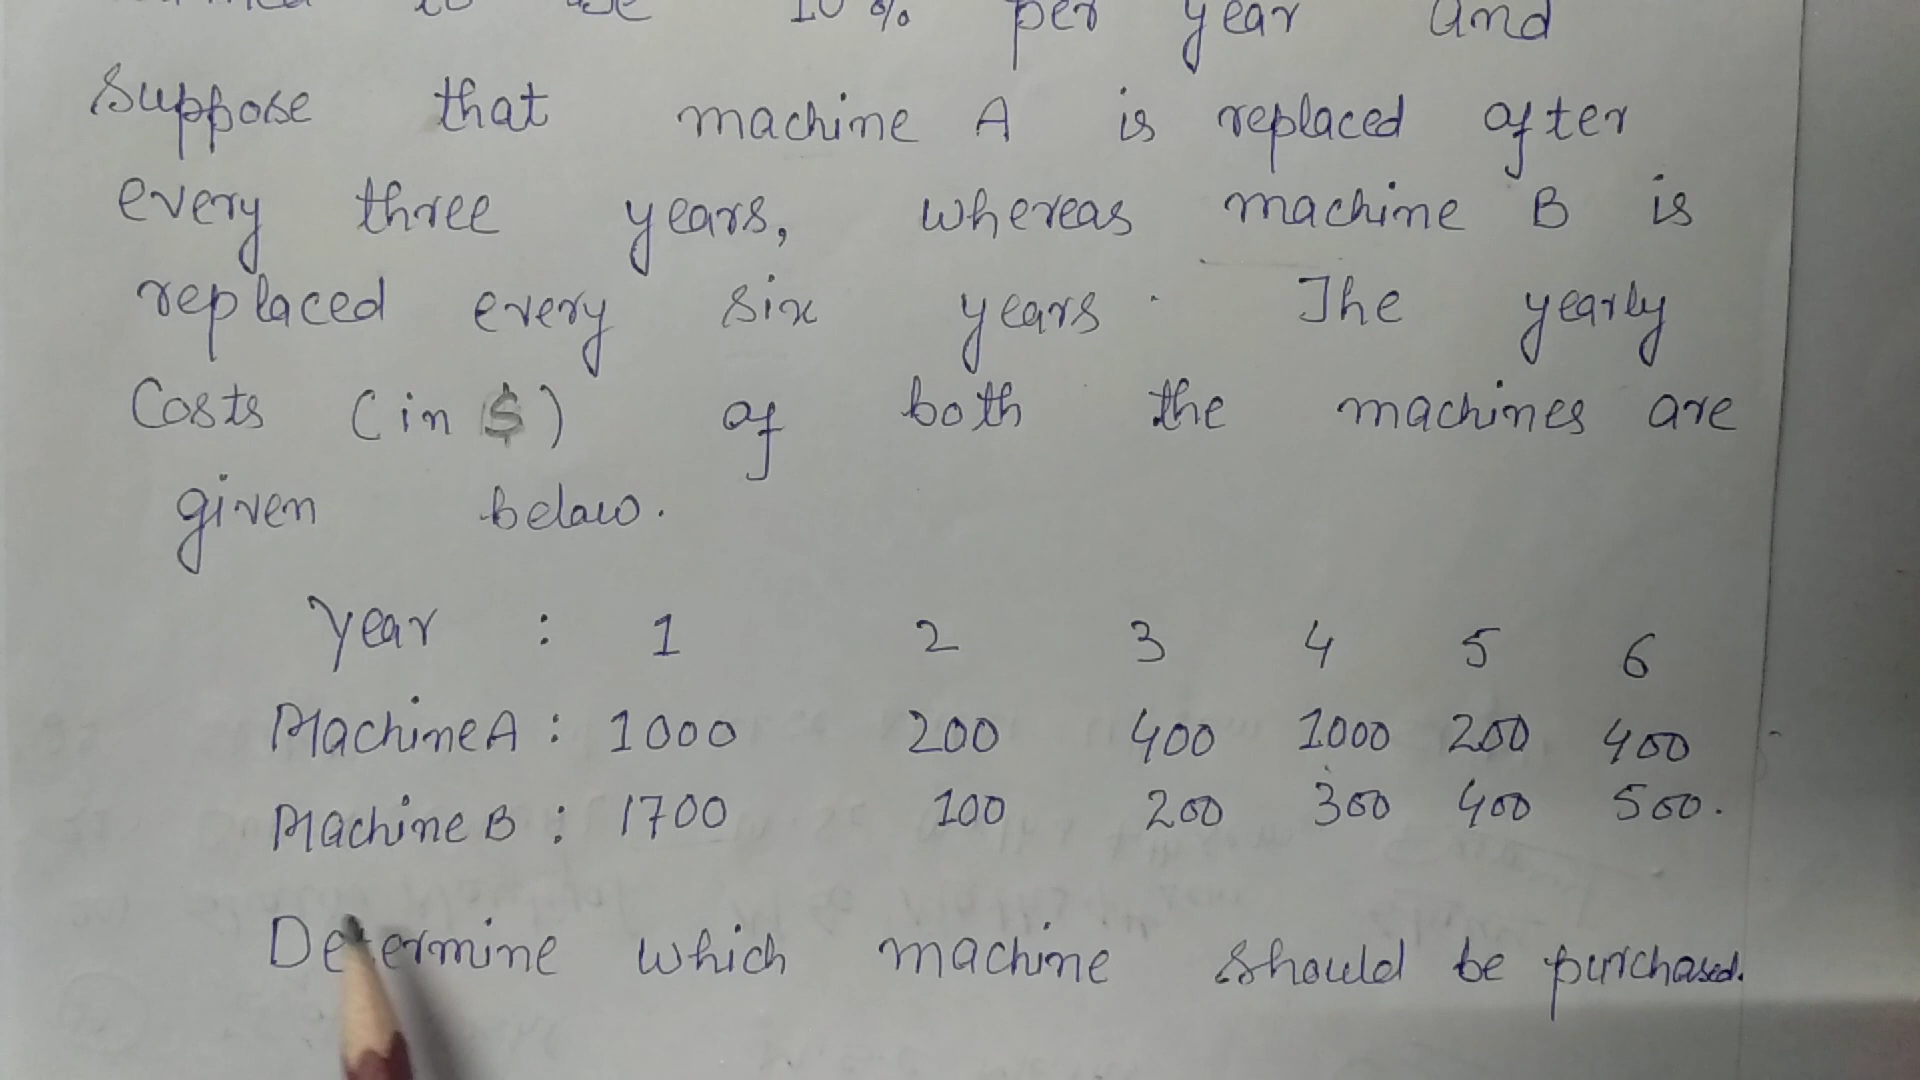 to be 10% per year and
Suppose that machine A is replaced after
every three years, whereas machine B is
replaced every six years. The yearly
Costs (in $) of both the machines are
given below.
Year : 1 2 3 4 5 6
Machine A : 1000 200 400 1000 200 400
Machine B : 1700 100 200 300 400 500.
Determine which machine should be purchased.